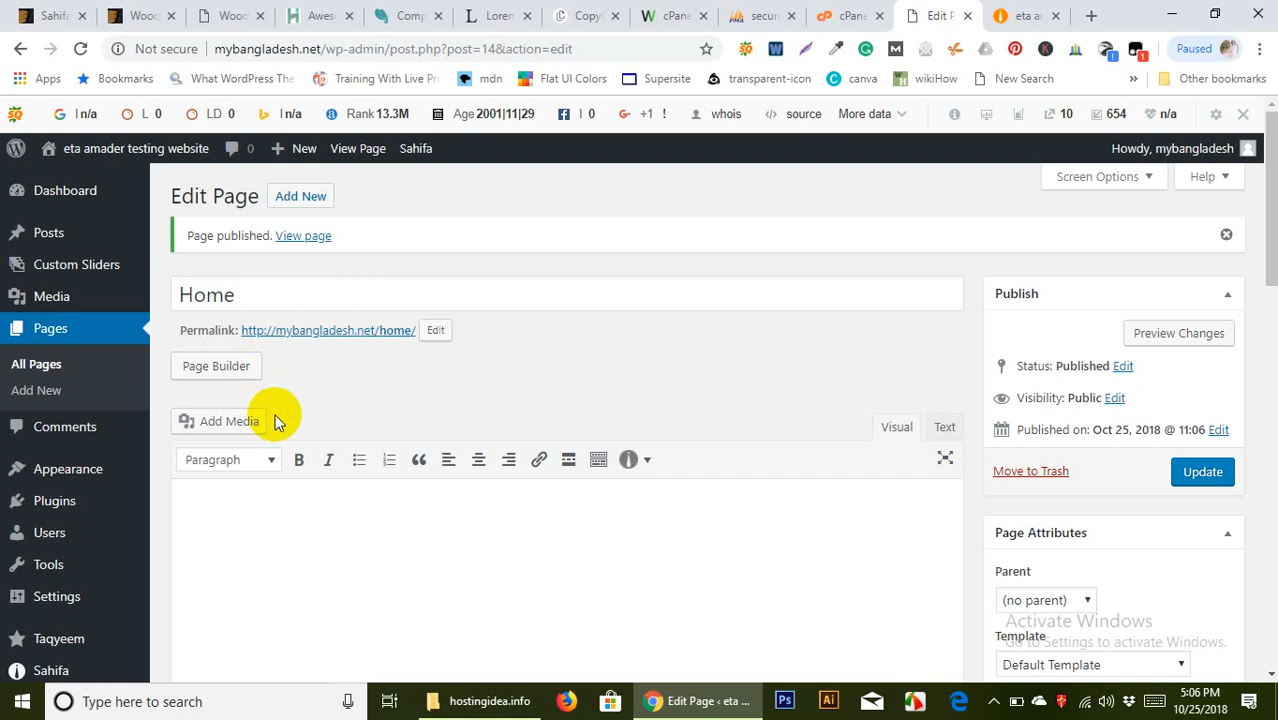 Sahifa
Wood
Wood
Awes
Comp
Lorem
Copy
cPane
secur
cPane
Edit P
eta a
Not secure
mybangladesh.net/wp-admin/post.php?post=14&action=edit
Paused
Apps
Bookmarks
What WordPress The
Training With Live Pr
mdn
Flat UI Colors
Supersite
transparent-icon
canva
wikiHow
New Search
»
Other bookmarks
I n/a
L 0
LD 0
I n/a
Rank 13.3M
Age 2001|11|29
I 0
+1 !
whois
source
More data
10
654
n/a
eta amader testing website
0
New
View Page
Sahifa
Howdy, mybangladesh
Dashboard
Posts
Custom Sliders
Media
Pages
All Pages
Add New
Comments
Appearance
Plugins
Users
Tools
Settings
Taqyeem
Sahifa
Screen Options
Help
Edit Page
Add New
Page published. View page
Home
Permalink: http://mybangladesh.net/home/
Edit
Page Builder
Add Media
Visual
Text
Paragraph
B
I
Publish
Preview Changes
Status: Published Edit
Visibility: Public Edit
Published on: Oct 25, 2018 @ 11:06 Edit
Move to Trash
Update
Page Attributes
Parent
(no parent)
Template
Default Template
Activate Windows
Go to Settings to activate Windows.
Type here to search
hostingidea.info
Edit Page ‹ eta ...
Ps
Ai
5:06 PM
10/25/2018